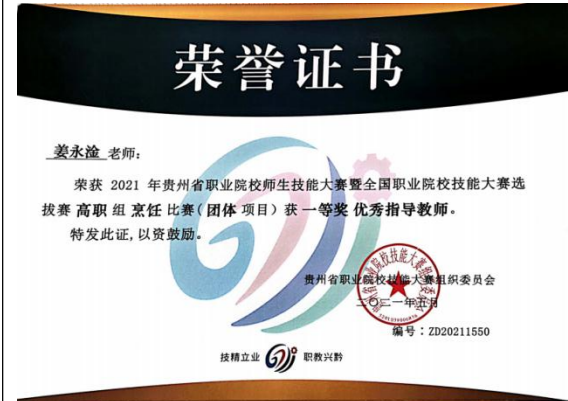 荣誉证书
姜永淦 老师：
荣获 2021 年贵州省职业院校师生技能大赛暨全国职业院校技能大赛选
拔赛 高职 组 烹饪 比赛(团体 项目) 获 一等奖 优秀指导教师。
特发此证,以资鼓励。
贵州省职业院校技能大赛组织委员会
二〇二一年五月
编号：ZD20211550
技精立业 职教兴黔